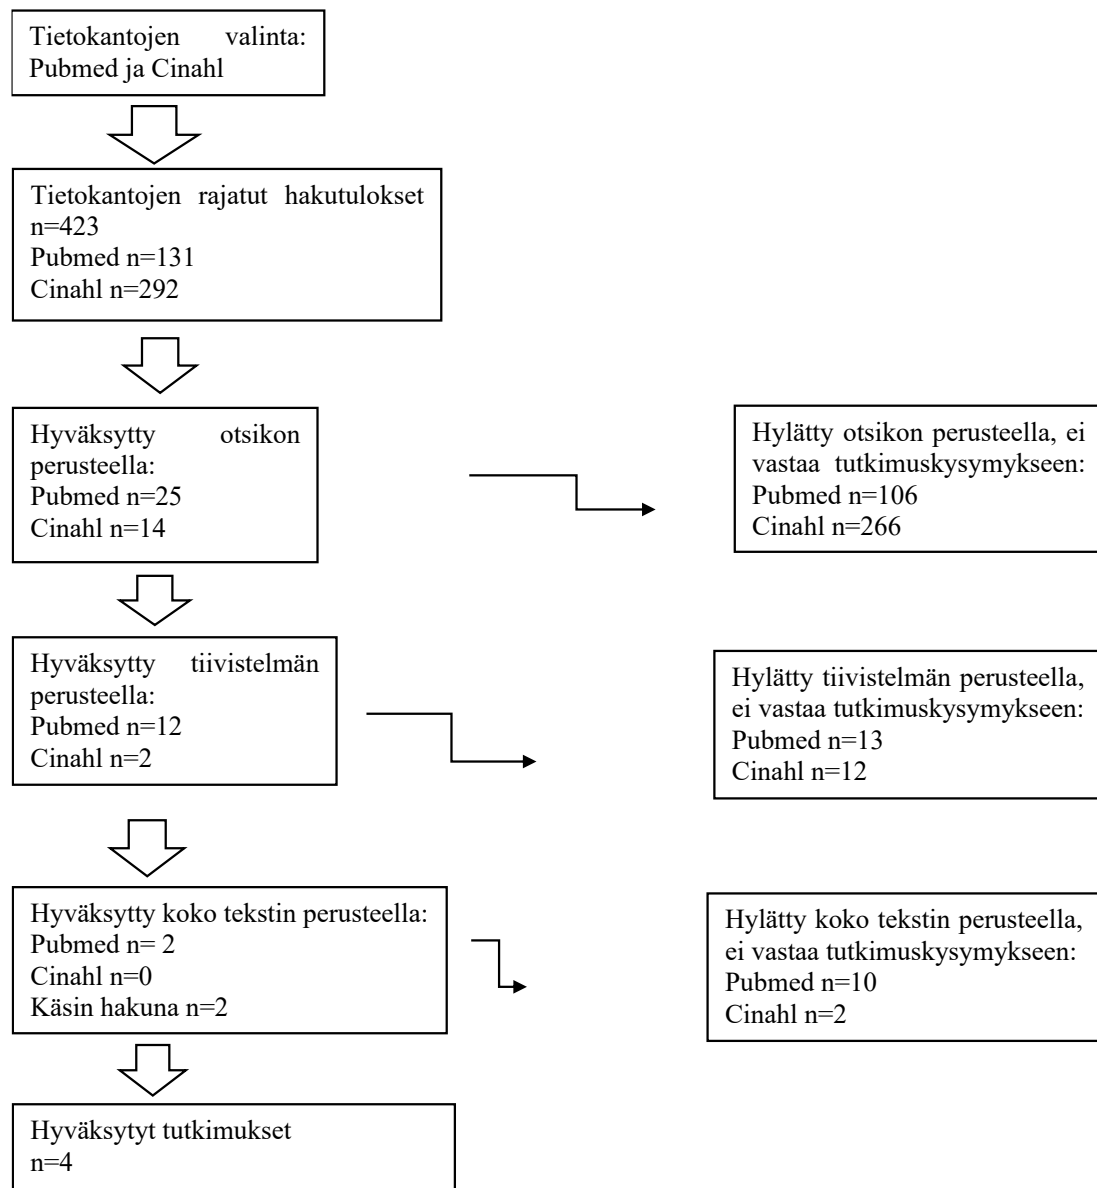 Tietokantojen valinta:
Pubmed ja Cinahl
Tietokantojen rajatut hakutulokset
n=423
Pubmed n=131
Cinahl n=292
Hyväksytty otsikon
perusteella:
Pubmed n=25
Cinahl n=14
Hylätty otsikon perusteella, ei
vastaa tutkimuskysymykseen:
Pubmed n=106
Cinahl n=266
Hyväksytty tiivistelmän
perusteella:
Pubmed n=12
Cinahl n=2
Hylätty tiivistelmän perusteella,
ei vastaa tutkimuskysymykseen:
Pubmed n=13
Cinahl n=12
Hyväksytty koko tekstin perusteella:
Pubmed n= 2
Cinahl n=0
Käsin hakuna n=2
Hylätty koko tekstin perusteella,
ei vastaa tutkimuskysymykseen:
Pubmed n=10
Cinahl n=2
Hyväksytyt tutkimukset
n=4